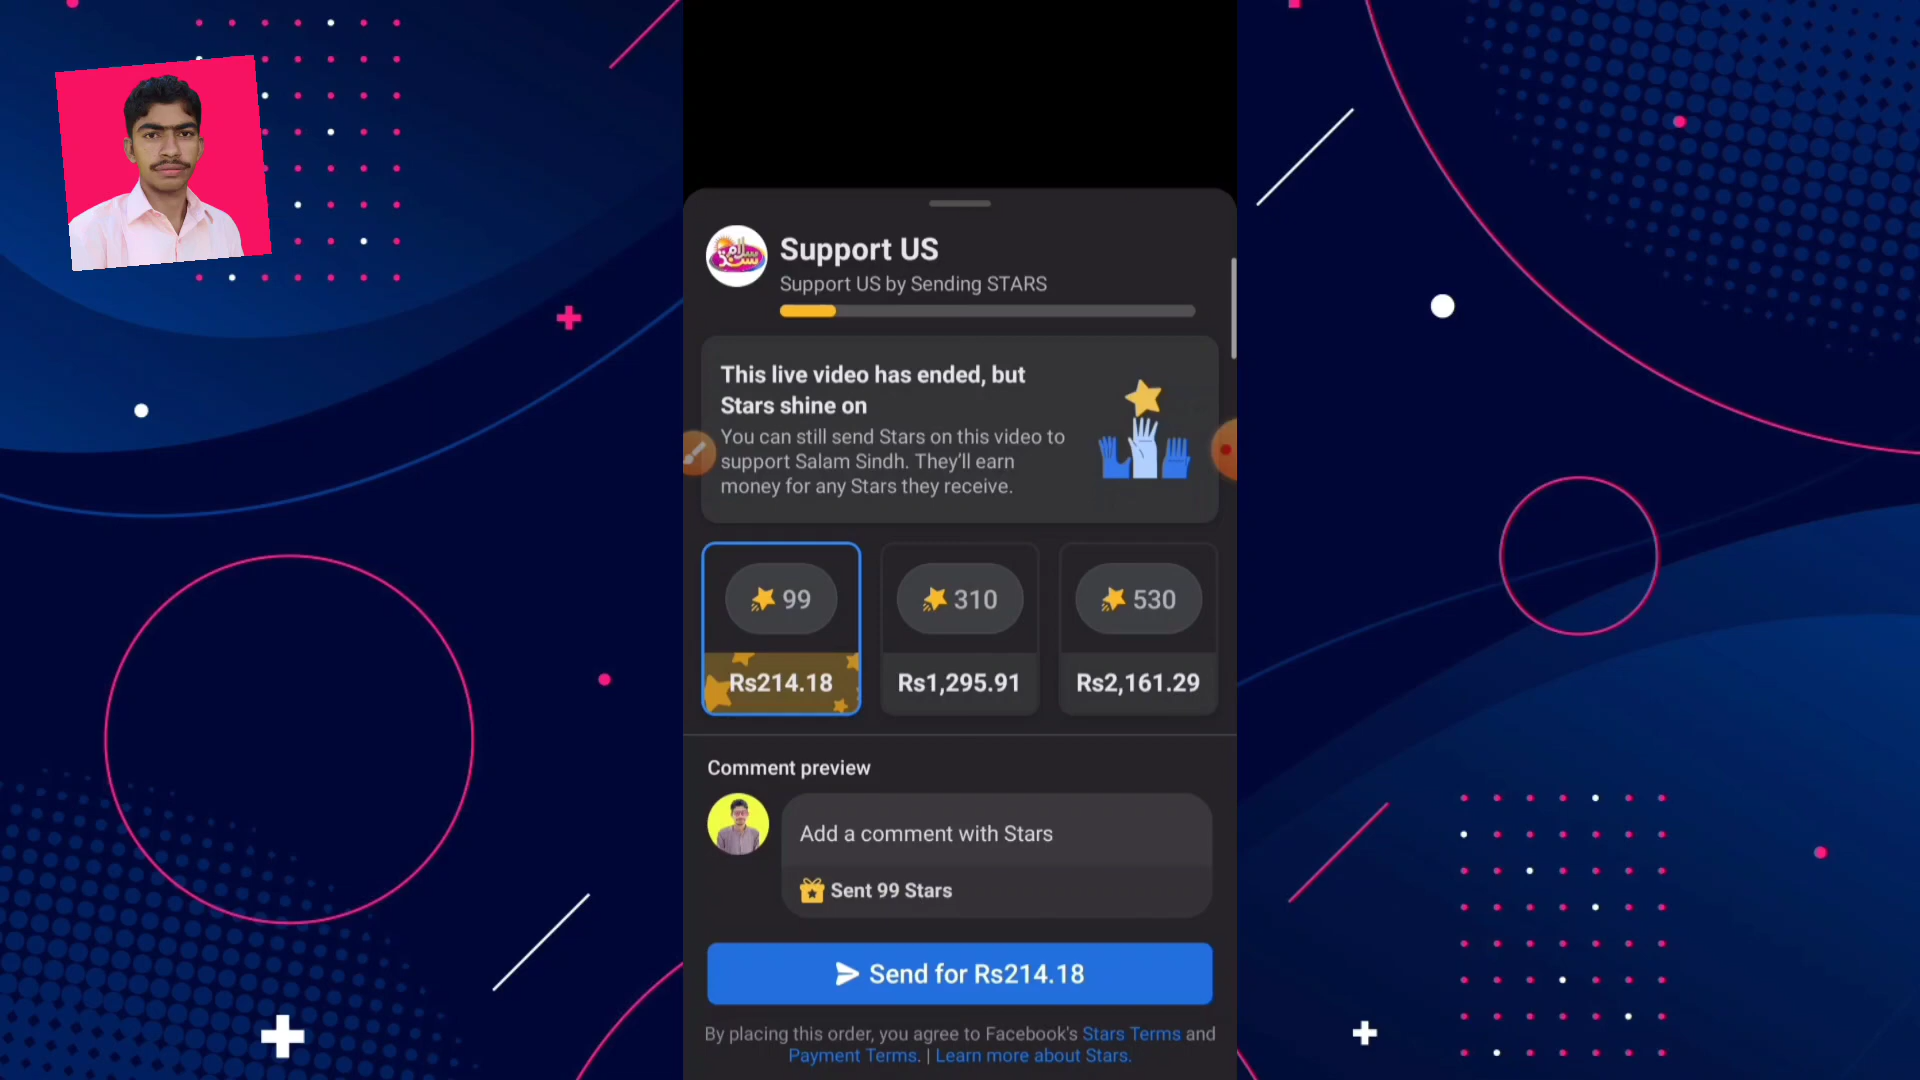 Support US
Support US by Sending STARS
This live video has ended, but
Stars shine on
You can still send Stars on this video to
support Salam Sindh. They'll earn
money for any Stars they receive.
99
310
530
Rs214.18
Rs1,295.91
Rs2,161.29
Comment preview
Add a comment with Stars
Sent 99 Stars
Send for Rs214.18
By placing this order, you agree to Facebook's Stars Terms and
Payment Terms. | Learn more about Stars.